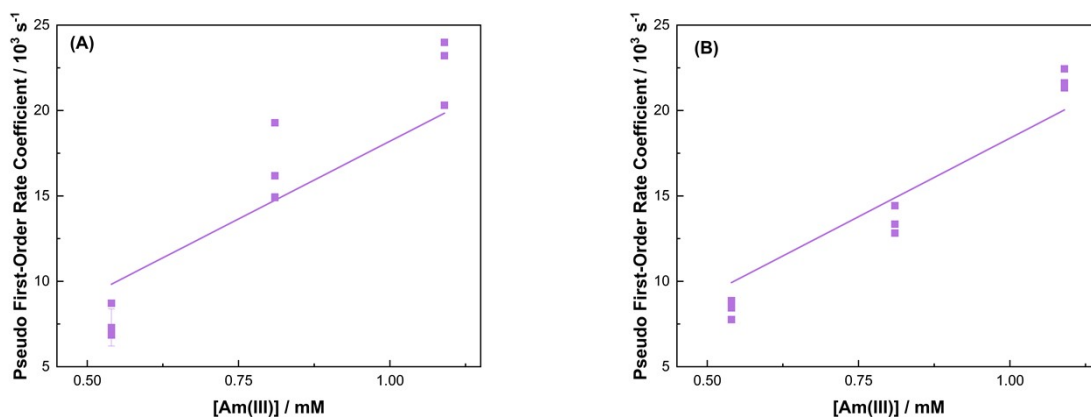 (A)
Pseudo First-Order Rate Coefficient / 10³ s⁻¹
25
20
15
10
5
0.50
0.75
1.00
[Am(III)] / mM
(B)
Pseudo First-Order Rate Coefficient / 10³ s⁻¹
25
20
15
10
5
0.50
0.75
1.00
[Am(III)] / mM